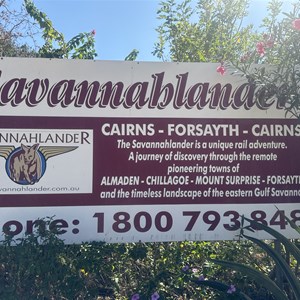 Savannahlander
CAIRNS - FORSAYTH - CAIRNS
The Savannahlander is a unique rail adventure.
A journey of discovery through the remote
pioneering towns of
ALMADEN - CHILLAGOE - MOUNT SURPRISE - FORSAYTH
and the timeless landscape of the eastern Gulf Savanna
ANNAHLANDER
vannahlander.com.au
one: 1800 793 848